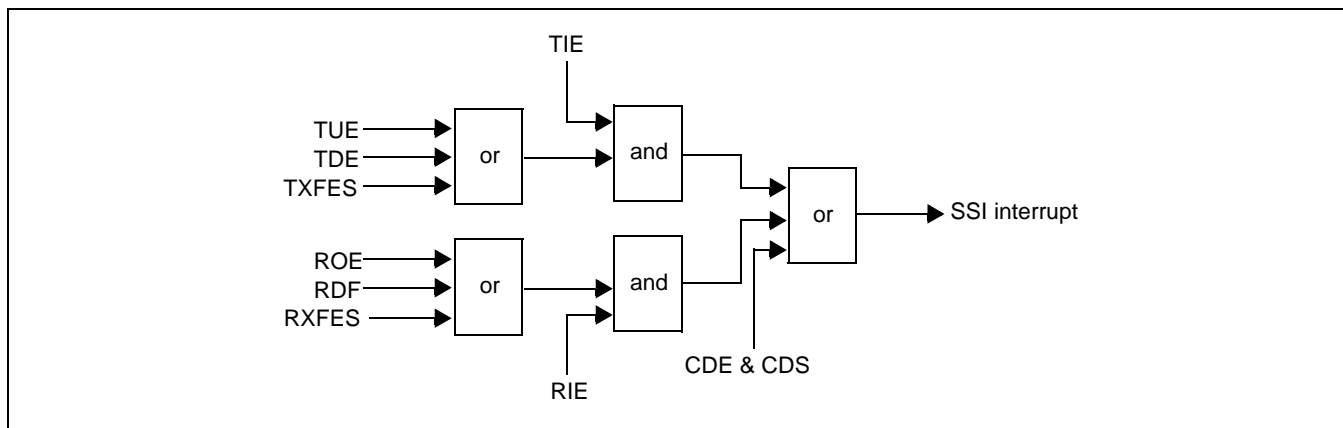 TIE
TUE
TDE
TXFES
or
and
or
SSI interrupt
ROE
RDF
RXFES
or
and
CDE & CDS
RIE